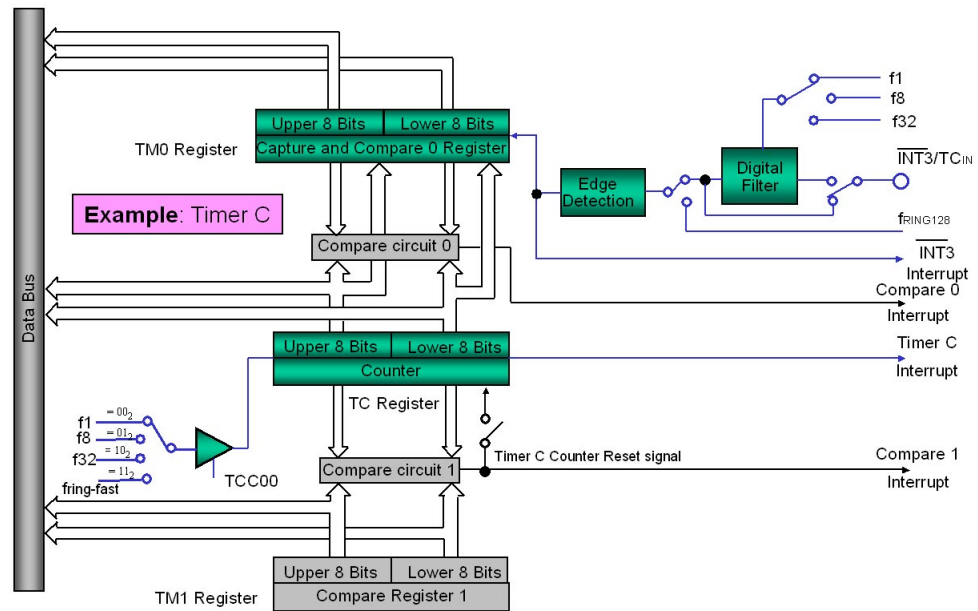 Data Bus
Upper 8 Bits
Lower 8 Bits
Capture and Compare 0 Register
TM0 Register
Example: Timer C
Compare circuit 0
Edge Detection
Digital Filter
f1
f8
f32
INT3/TCIN
fRING128
INT3
Interrupt
Compare 0
Interrupt
Upper 8 Bits
Lower 8 Bits
Counter
TC Register
Timer C
Interrupt
f1
= 00₂
f8
= 01₂
f32
= 10₂
= 11₂
fring-fast
TCC00
Compare circuit 1
Timer C Counter Reset signal
Compare 1
Interrupt
Upper 8 Bits
Lower 8 Bits
Compare Register 1
TM1 Register